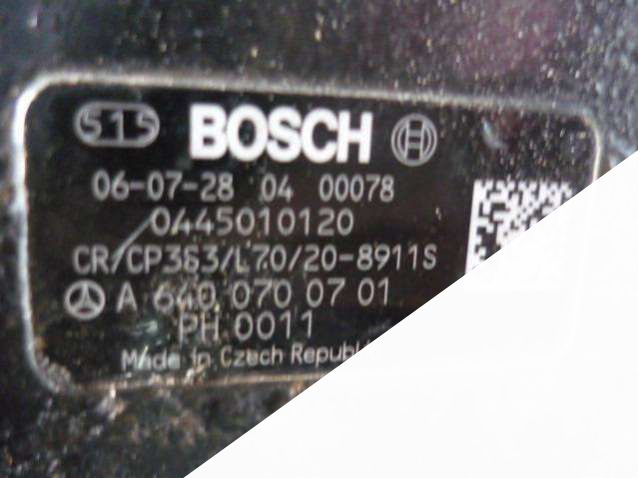 515 BOSCH
06-07-28 04 00078
0445010120
CR/CP3S3/L70/20-8911S
A 640 070 07 01
PH 0011
Made in Czech